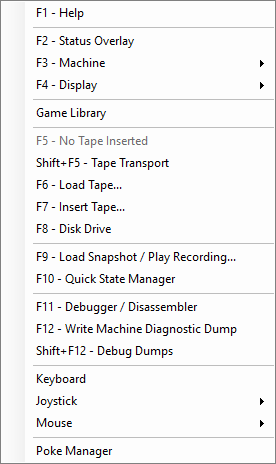 F1 - Help
F2 - Status Overlay
F3 - Machine
F4 - Display
Game Library
F5 - No Tape Inserted
Shift+F5 - Tape Transport
F6 - Load Tape...
F7 - Insert Tape...
F8 - Disk Drive
F9 - Load Snapshot / Play Recording...
F10 - Quick State Manager
F11 - Debugger / Disassembler
F12 - Write Machine Diagnostic Dump
Shift+F12 - Debug Dumps
Keyboard
Joystick
Mouse
Poke Manager